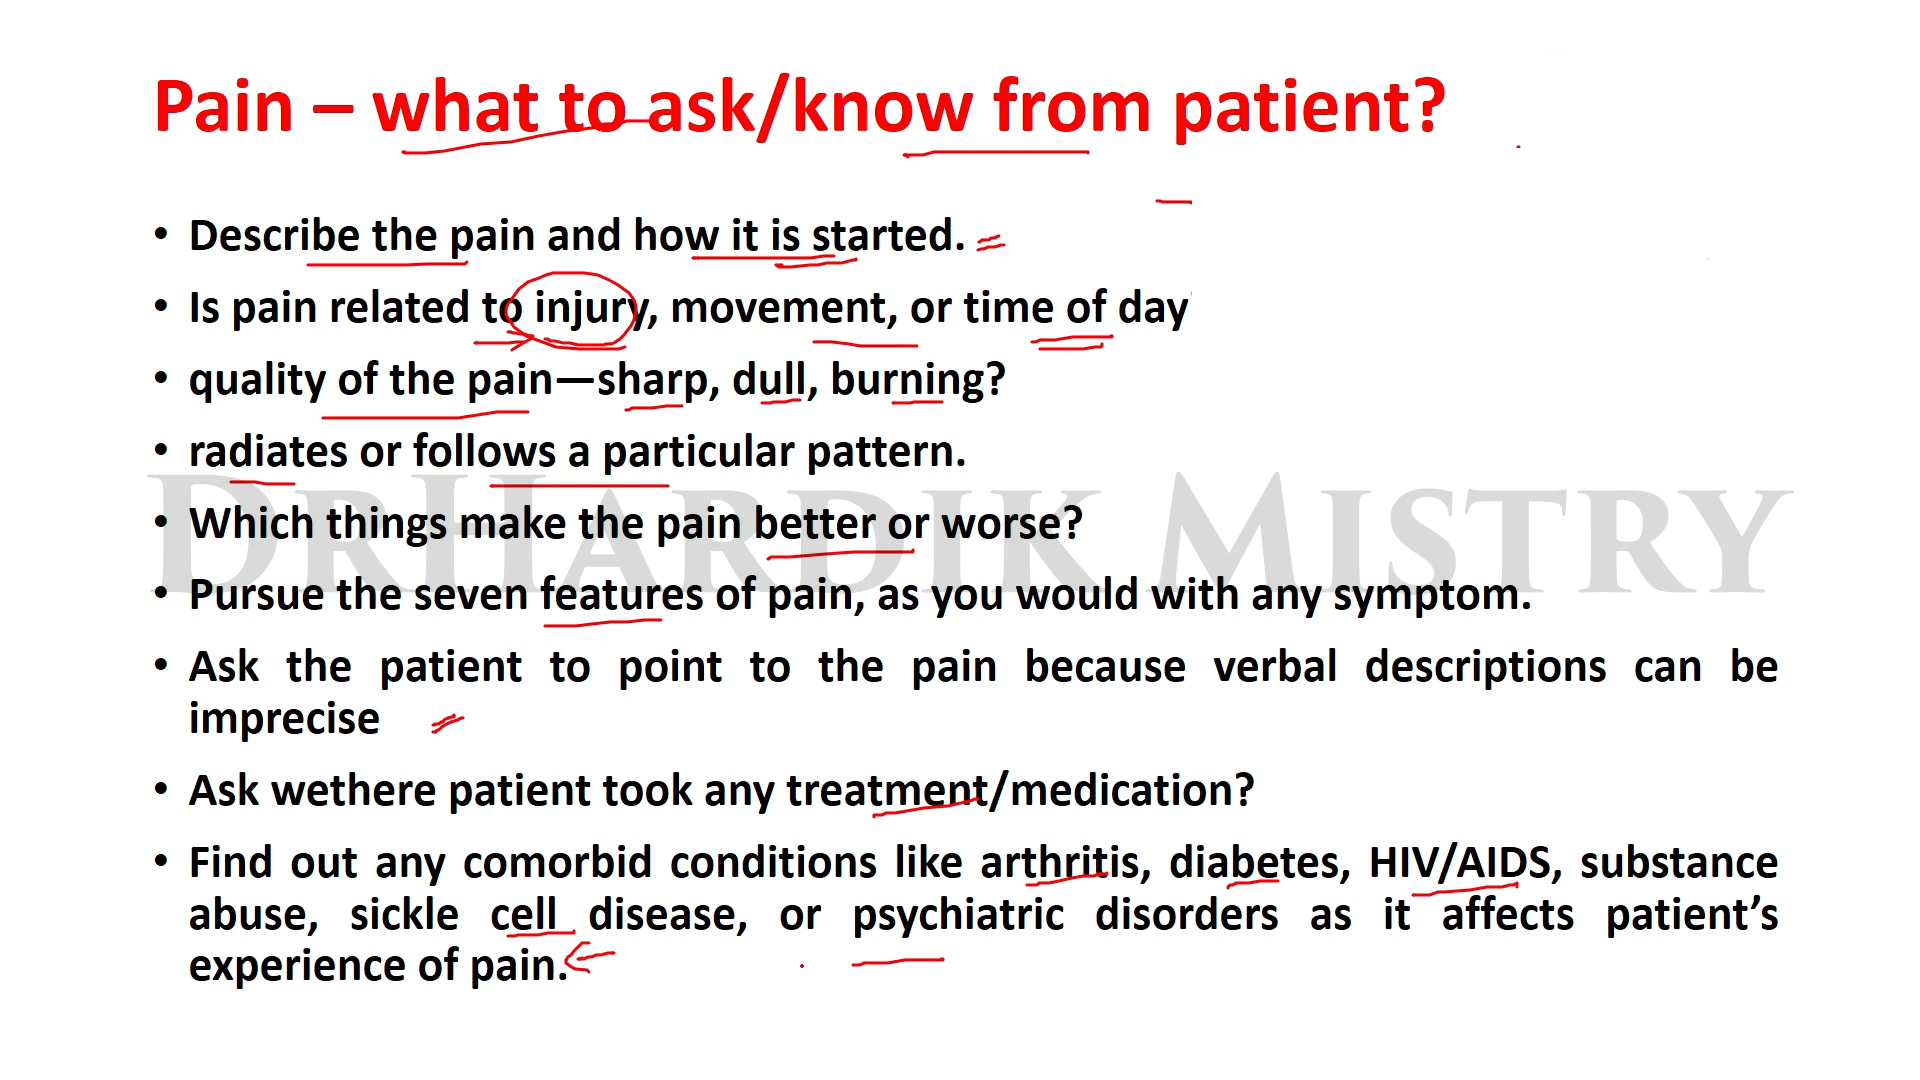 Pain – what to ask/know from patient?
• Describe the pain and how it is started.
• Is pain related to injury, movement, or time of day
• quality of the pain—sharp, dull, burning?
• radiates or follows a particular pattern.
DrHardik Mistry
• Which things make the pain better or worse?
• Pursue the seven features of pain, as you would with any symptom.
• Ask the patient to point to the pain because verbal descriptions can be
imprecise
• Ask wethere patient took any treatment/medication?
• Find out any comorbid conditions like arthritis, diabetes, HIV/AIDS, substance
abuse, sickle cell disease, or psychiatric disorders as it affects patient’s
experience of pain.